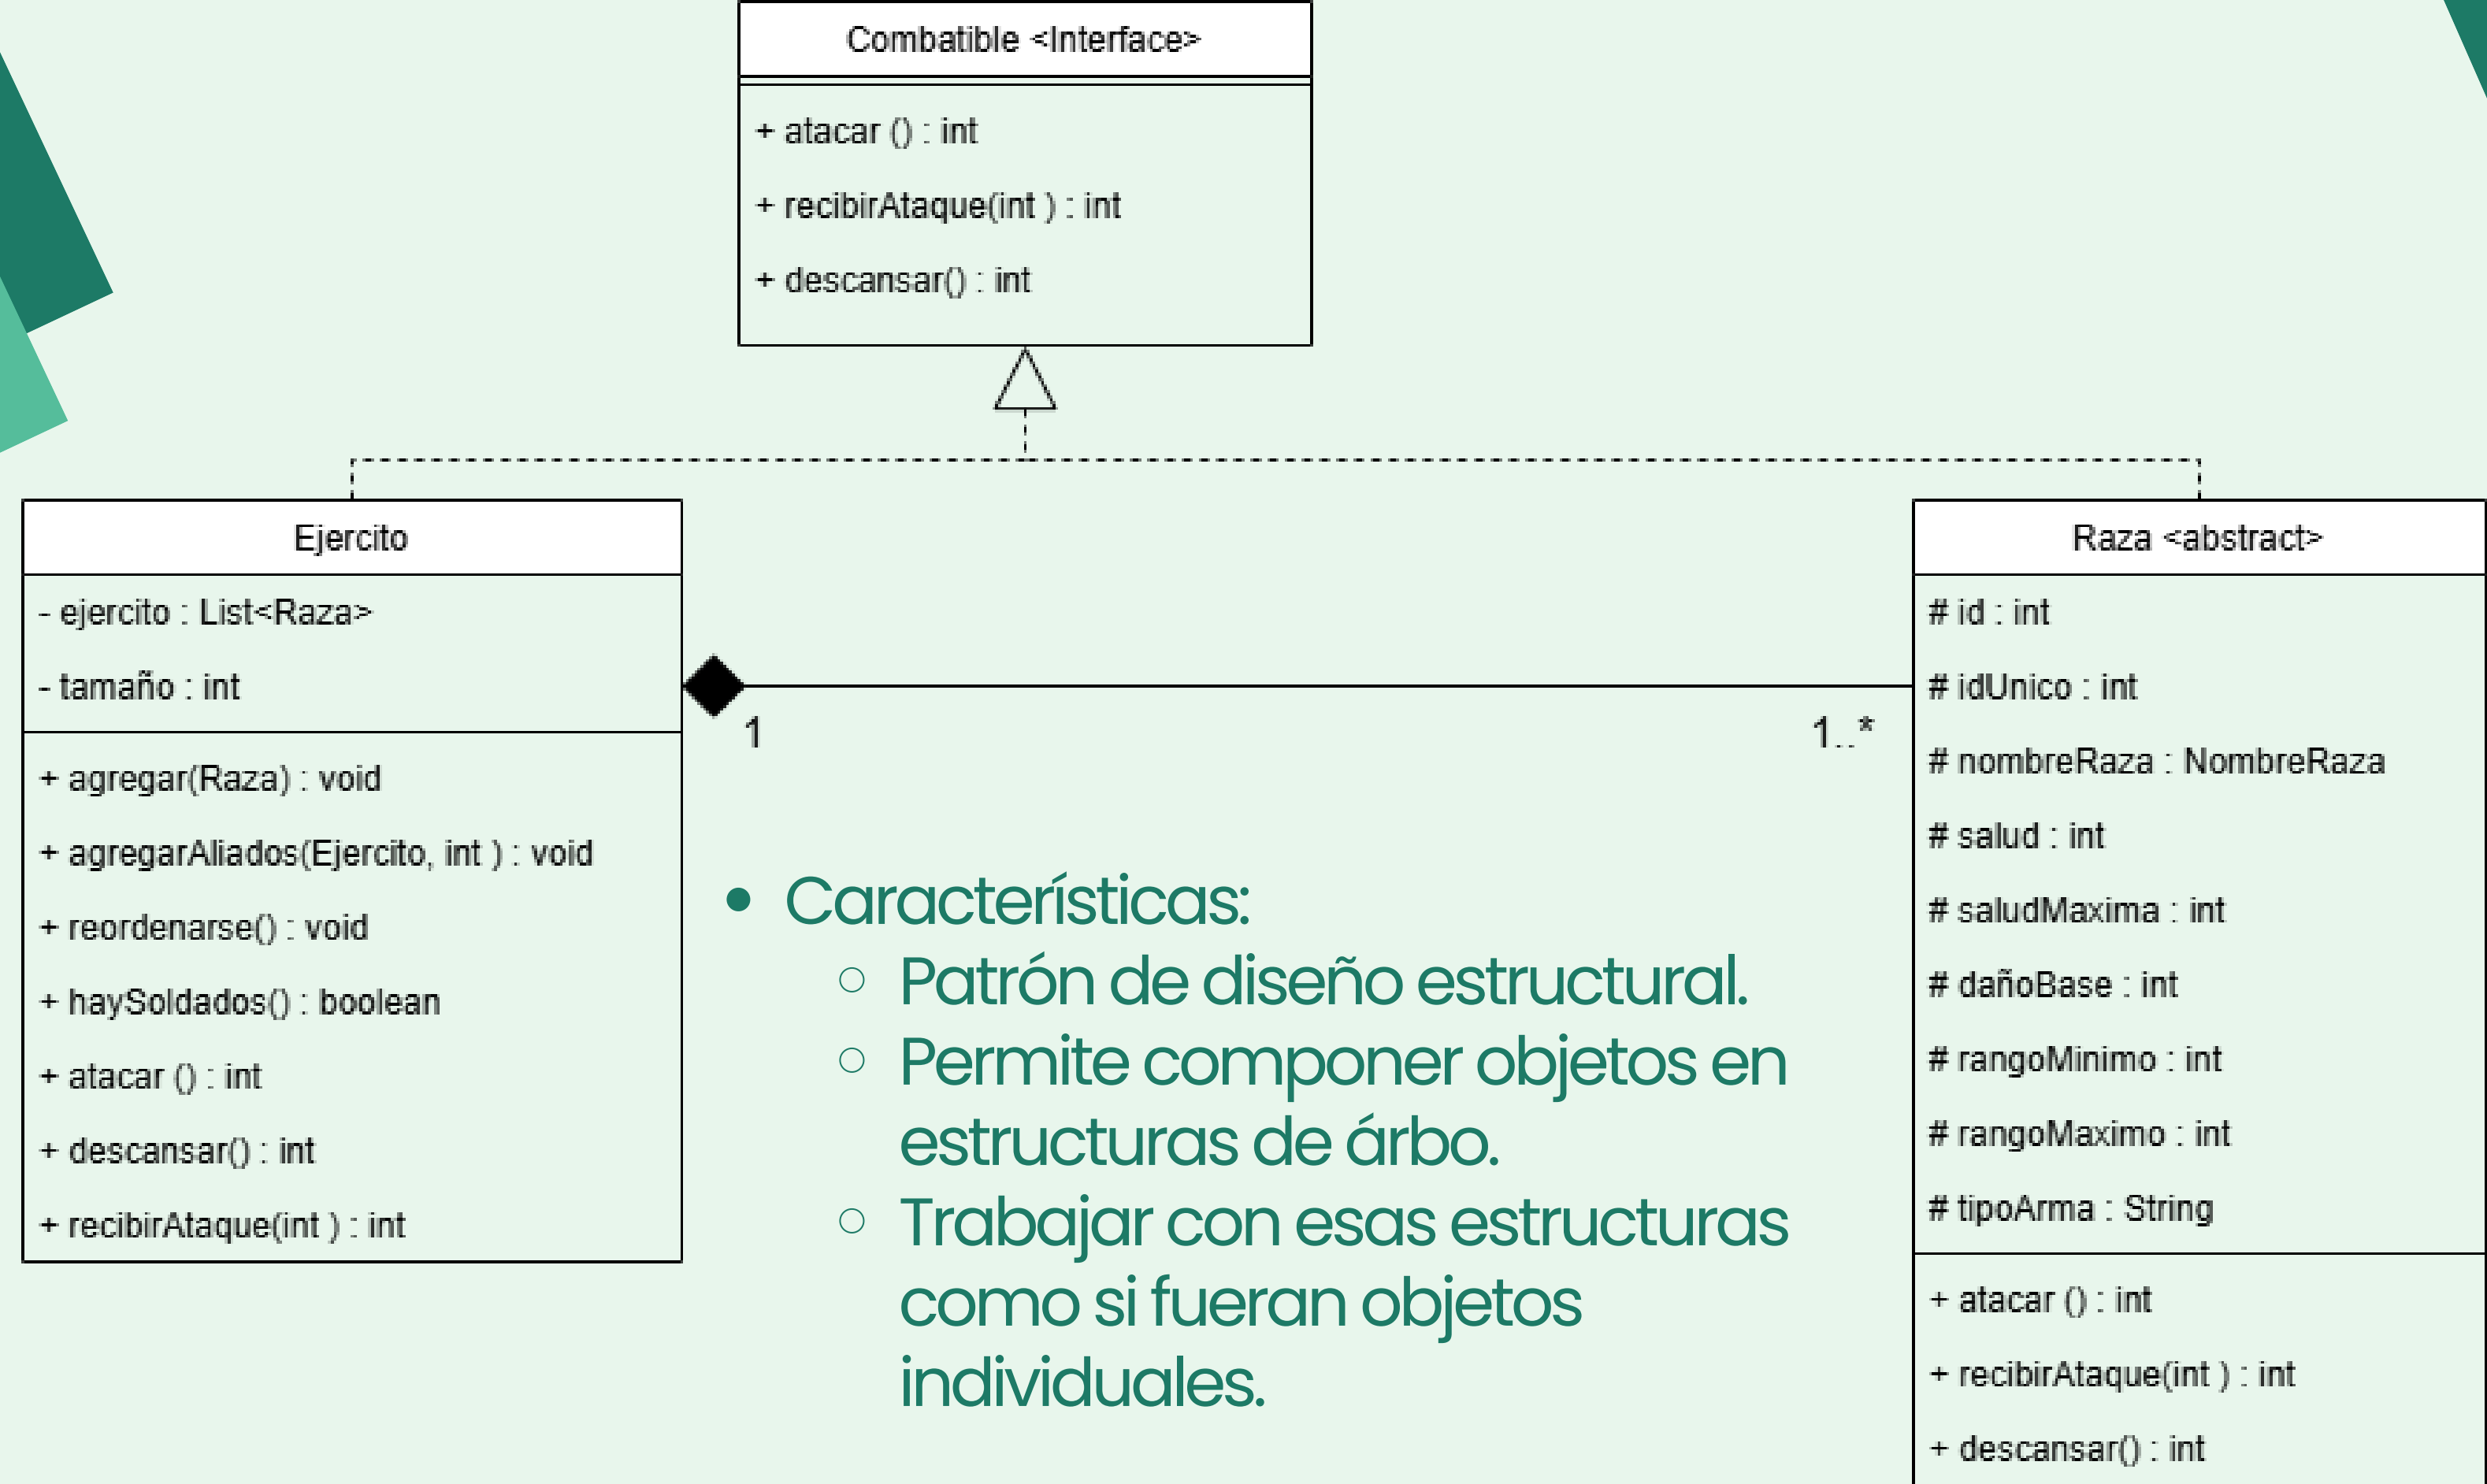 Combatible <Interface>
+ atacar () : int
+ recibirAtaque(int ) : int
+ descansar() : int
Ejercito
- ejercito : List<Raza>
- tamaño : int
+ agregar(Raza) : void
+ agregarAliados(Ejercito, int ) : void
+ reordenarse() : void
+ haySoldados() : boolean
+ atacar () : int
+ descansar() : int
+ recibirAtaque(int ) : int
1
1..*
Raza <abstract>
# id : int
# idUnico : int
# nombreRaza : NombreRaza
# salud : int
# saludMaxima : int
# dañoBase : int
# rangoMinimo : int
# rangoMaximo : int
# tipoArma : String
+ atacar () : int
+ recibirAtaque(int ) : int
+ descansar() : int
• Características:
○ Patrón de diseño estructural.
○ Permite componer objetos en
estructuras de árbo.
○ Trabajar con esas estructuras
como si fueran objetos
individuales.